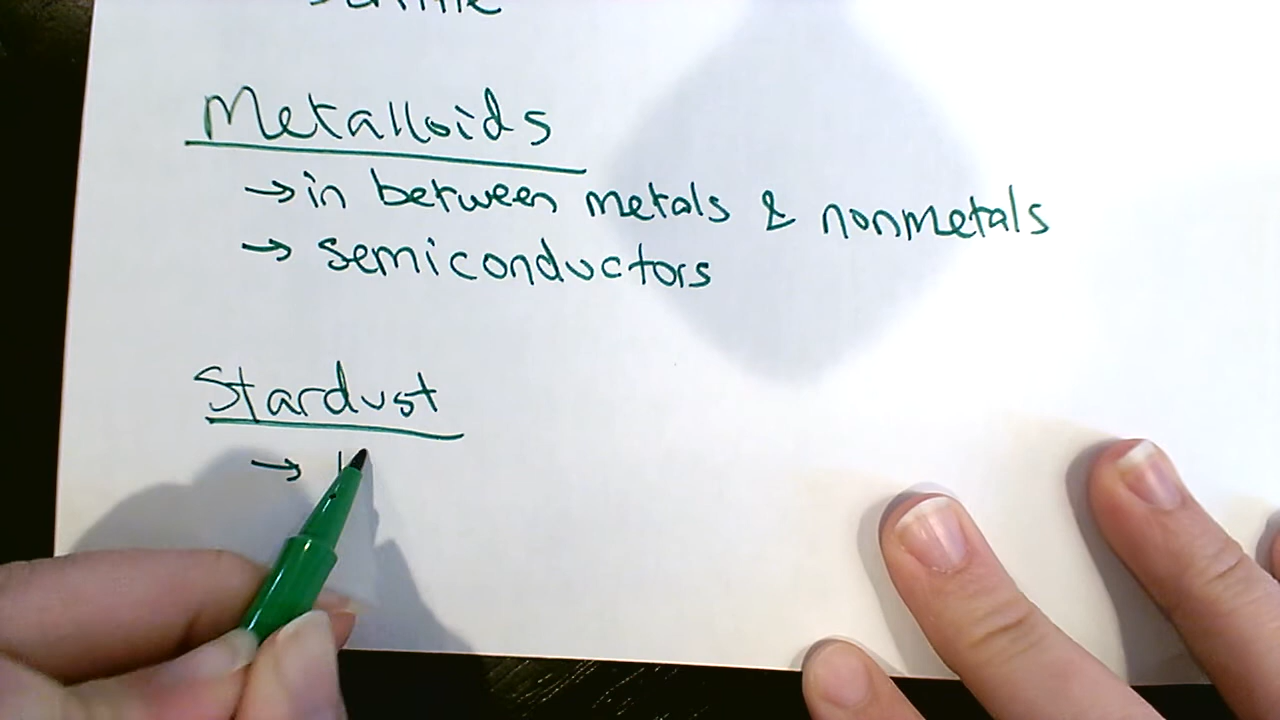 Metalloids
→ in between metals & nonmetals
→ semiconductors
Stardust
→